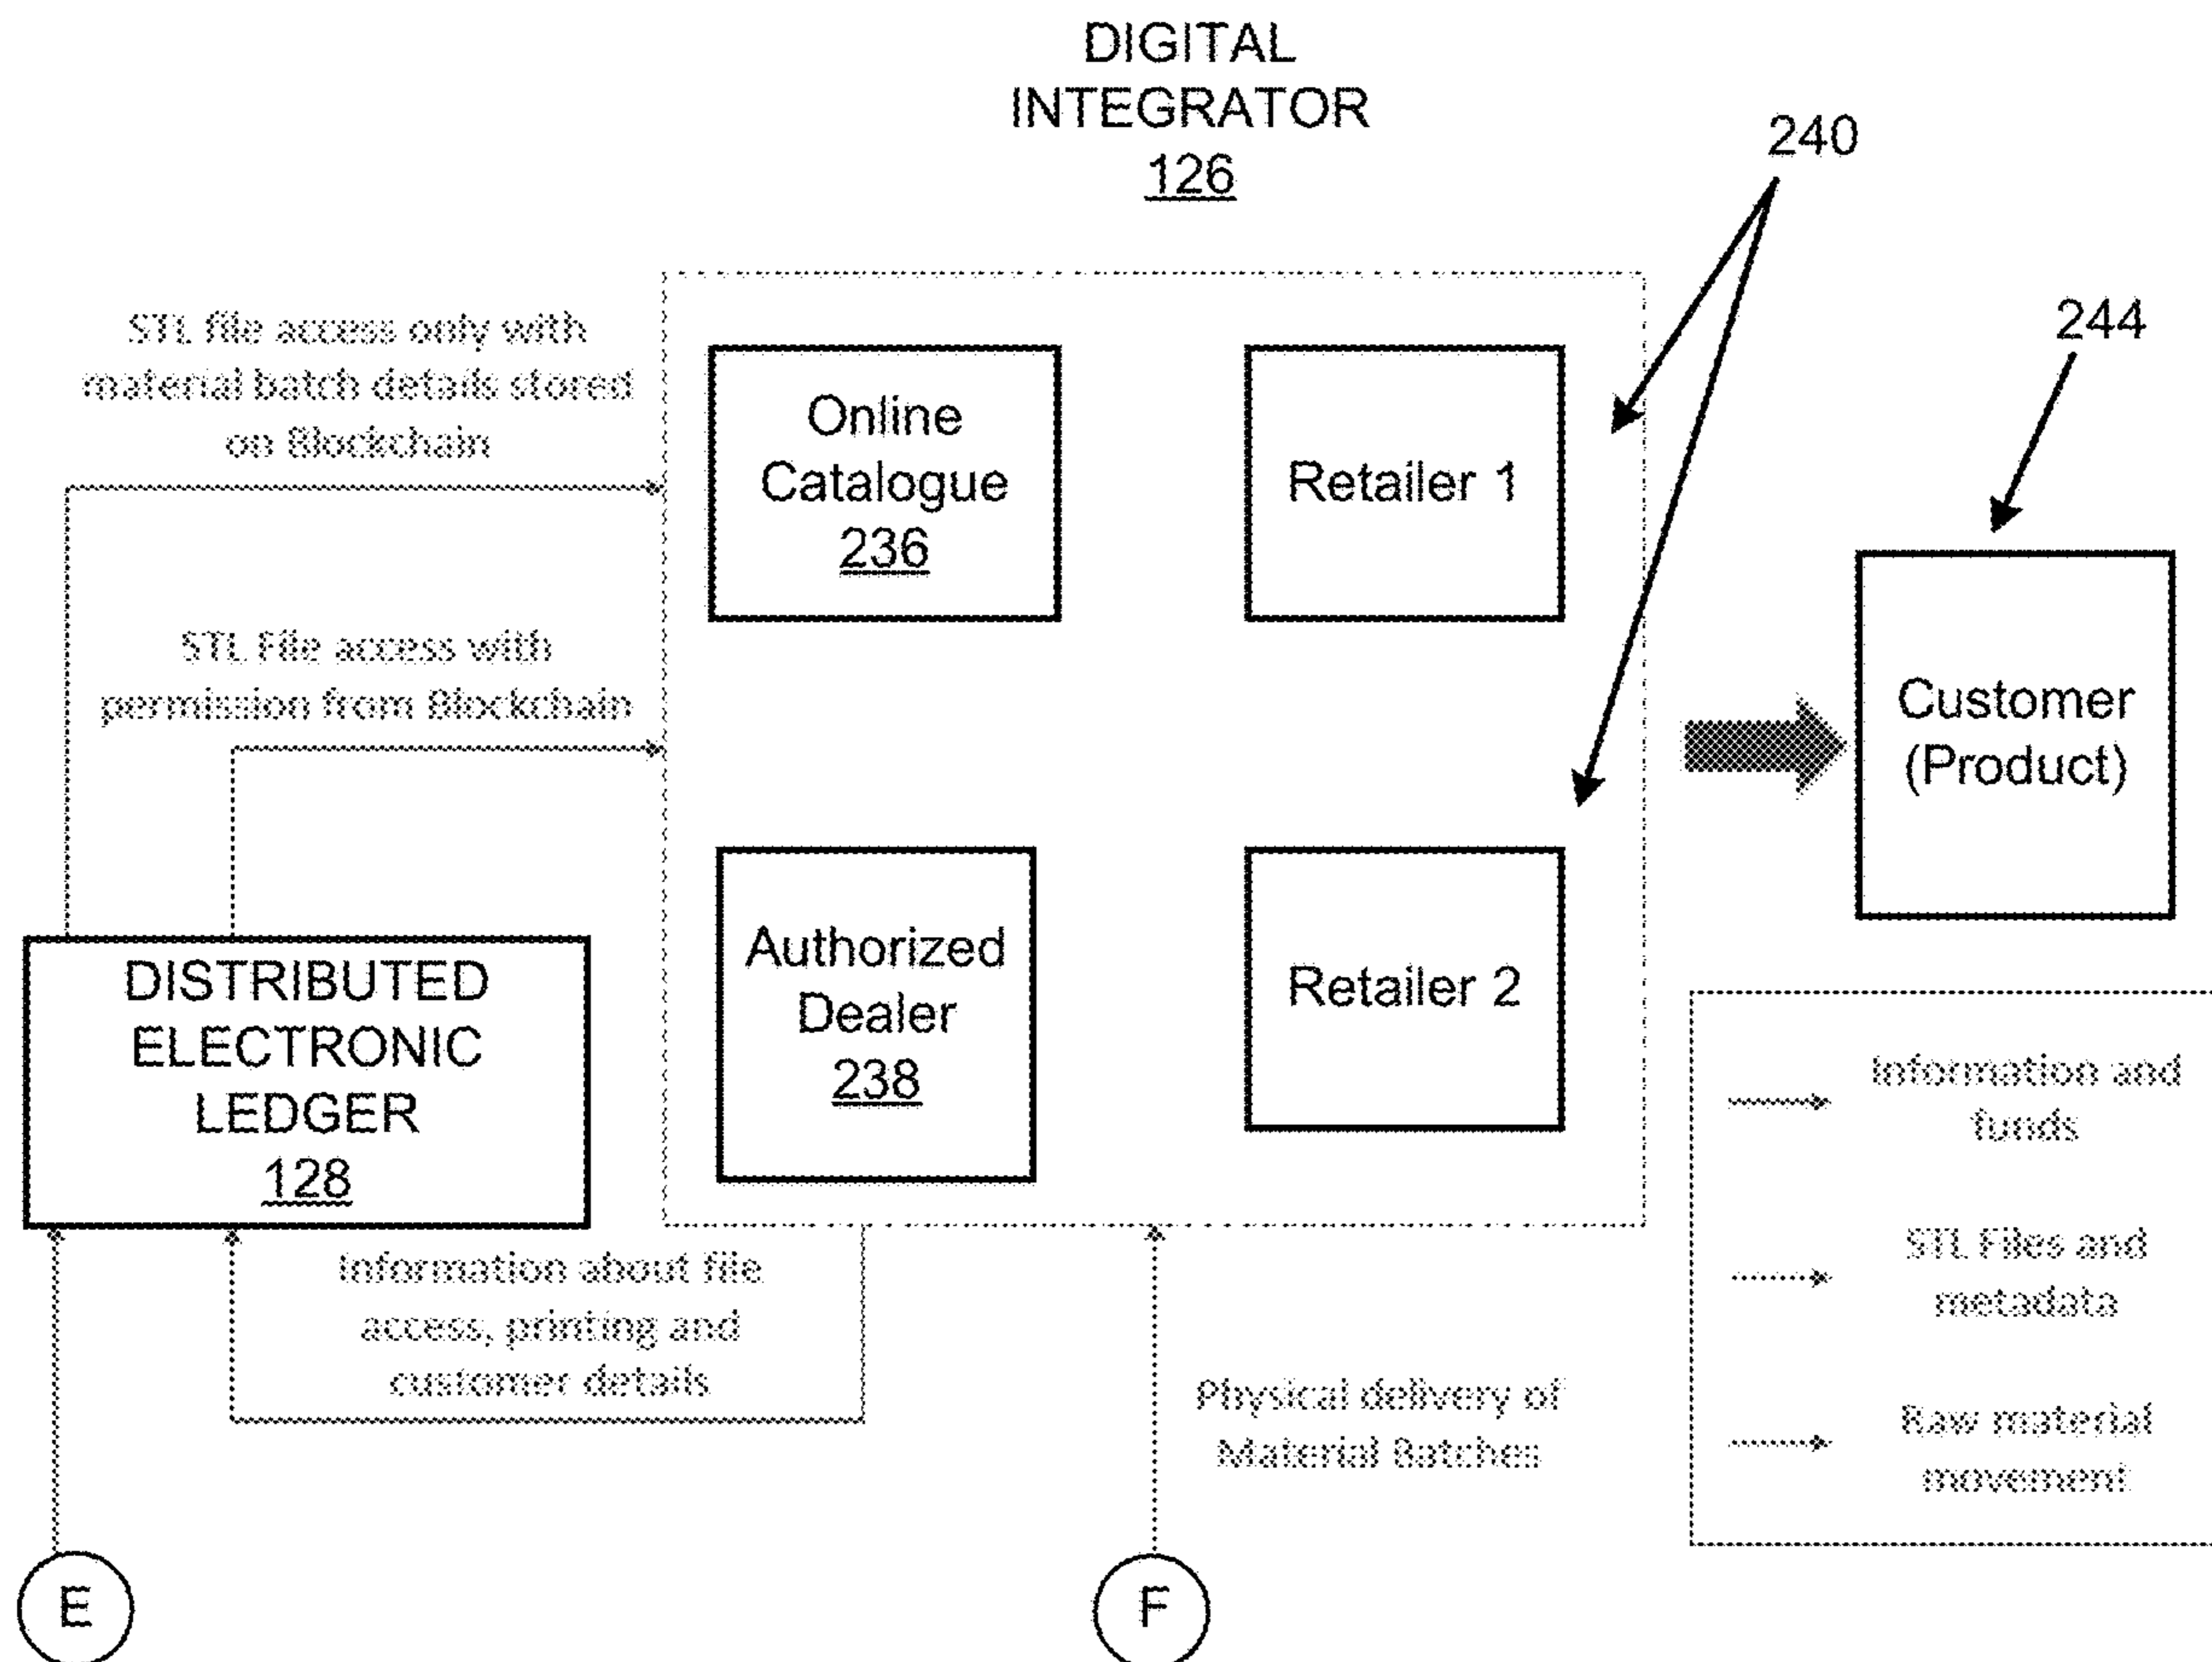 DIGITAL
INTEGRATOR
126
240
244
STL file access only with
material batch details stored
on Blockchain
STL File access with
permission from Blockchain
Online
Catalogue
236
Retailer 1
Customer
(Product)
Authorized
Dealer
238
Retailer 2
DISTRIBUTED
ELECTRONIC
LEDGER
128
Information about file
access, printing and
customer details
Physical delivery of
Material Batches
Information and
funds
STL Files and
metadata
Raw material
movement
E
F